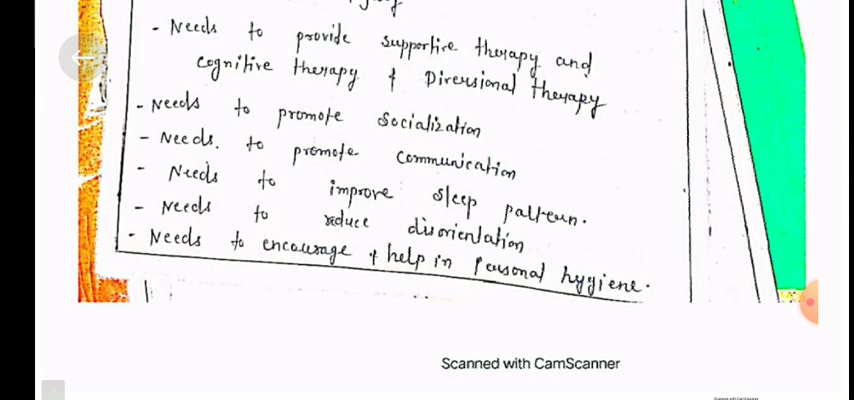 - Needs to provide supportive therapy and
cognitive therapy & Diversional therapy
- Needs to promote socialization
- Needs. to promote communication
- Needs to improve sleep pattern.
- Needs to reduce disorientation
- Needs to encourage & help in Personal hygiene.
Scanned with CamScanner